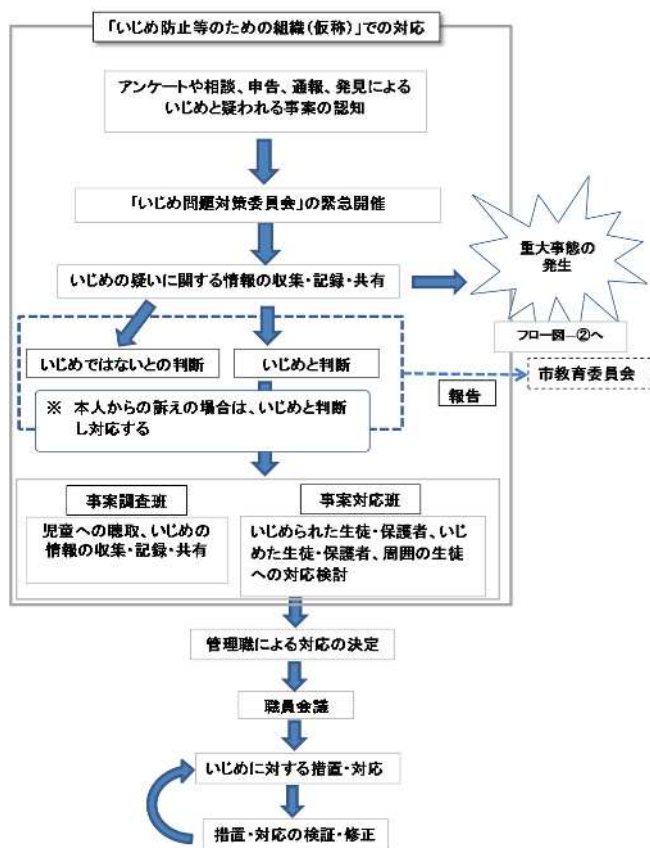 「いじめ防止等のための組織(仮称)」での対応
アンケートや相談、申告、通報、発見による
いじめと疑われる事案の認知
「いじめ問題対策委員会」の緊急開催
重大事態の
発生
いじめの疑いに関する情報の収集・記録・共有
フロー図―②へ
いじめではないとの判断
いじめと判断
市教育委員会
報告
※ 本人からの訴えの場合は、いじめと判断
し対応する
事案調査班
児童への聴取、いじめの
情報の収集・記録・共有
事案対応班
いじめられた生徒・保護者、いじ
めた生徒・保護者、周囲の生徒
への対応検討
管理職による対応の決定
職員会議
いじめに対する措置・対応
措置・対応の検証・修正